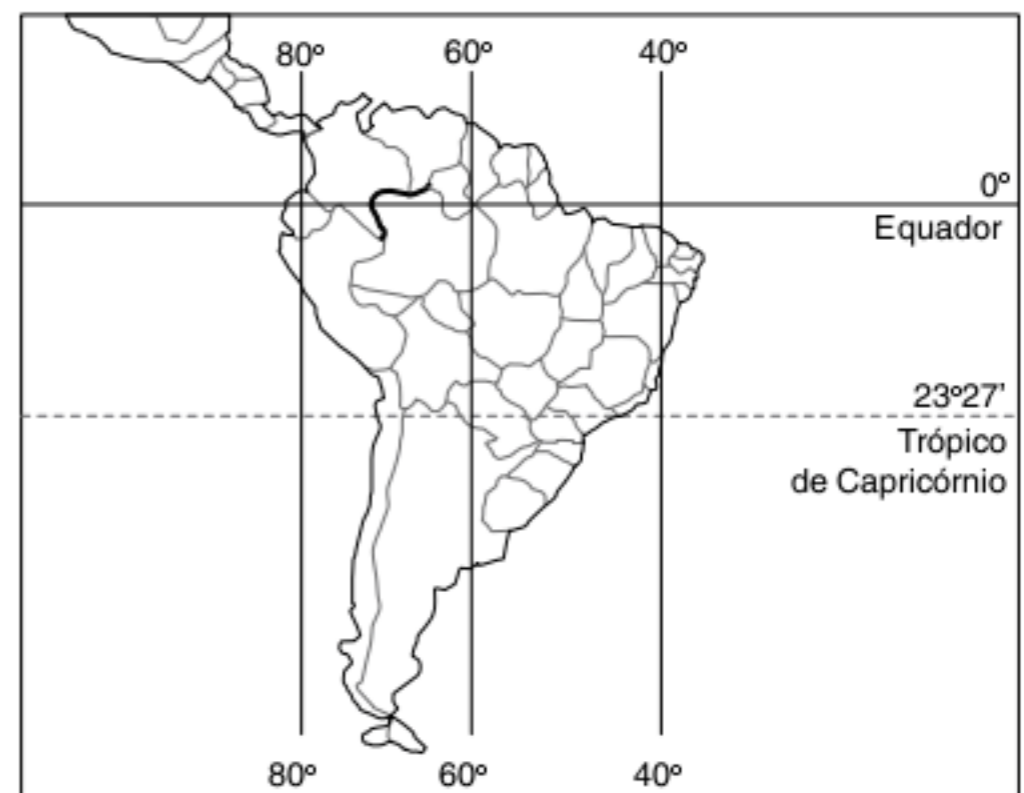 80º 60º 40º
0º
Equador
23º27’
Trópico
de Capricórnio
80º 60º 40º